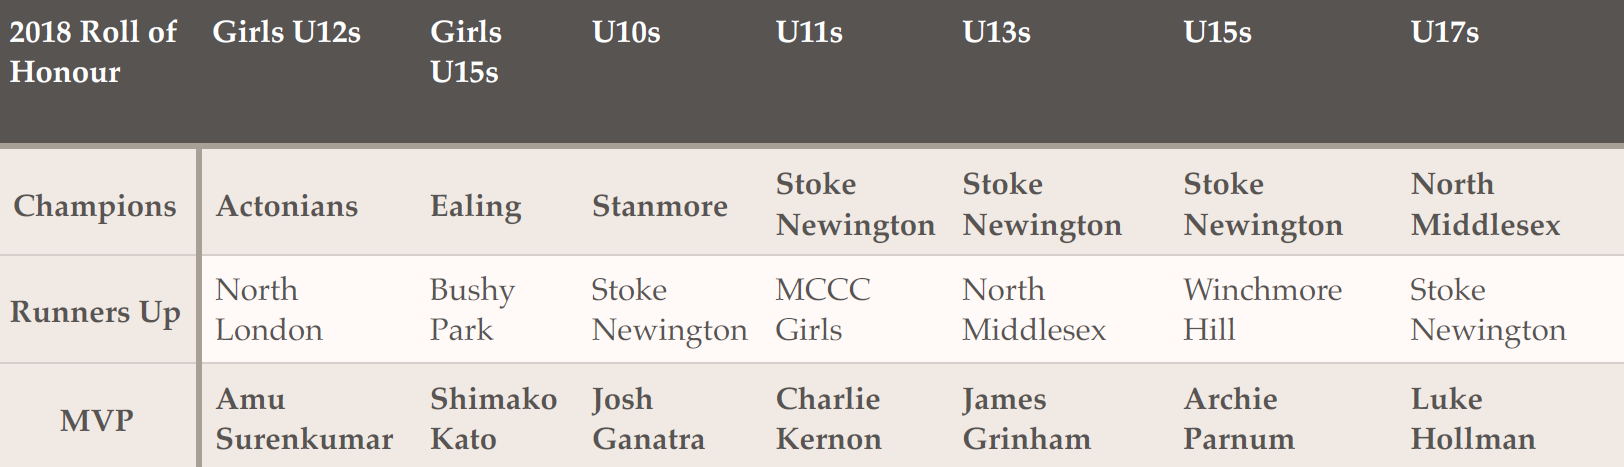 2018 Roll of Honour | Girls U12s | Girls U15s | U10s | U11s | U13s | U15s | U17s
Champions | Actonians | Ealing | Stanmore | Stoke Newington | Stoke Newington | Stoke Newington | North Middlesex
Runners Up | North London | Bushy Park | Stoke Newington | MCCC Girls | North Middlesex | Winchmore Hill | Stoke Newington
MVP | Amu Surenkumar | Shimako Kato | Josh Ganatra | Charlie Kernon | James Grinham | Archie Parnum | Luke Hollman